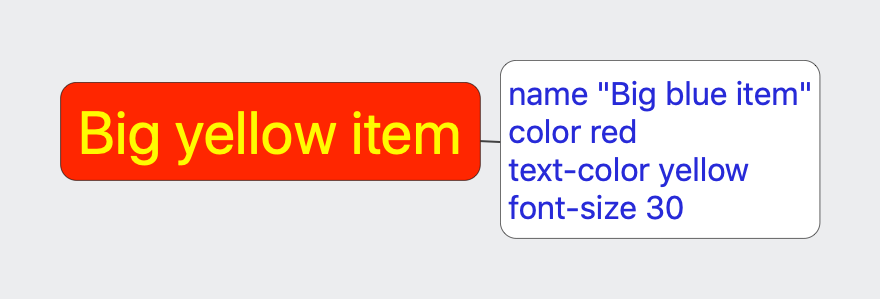 Big yellow item
name "Big blue item"
color red
text-color yellow
font-size 30